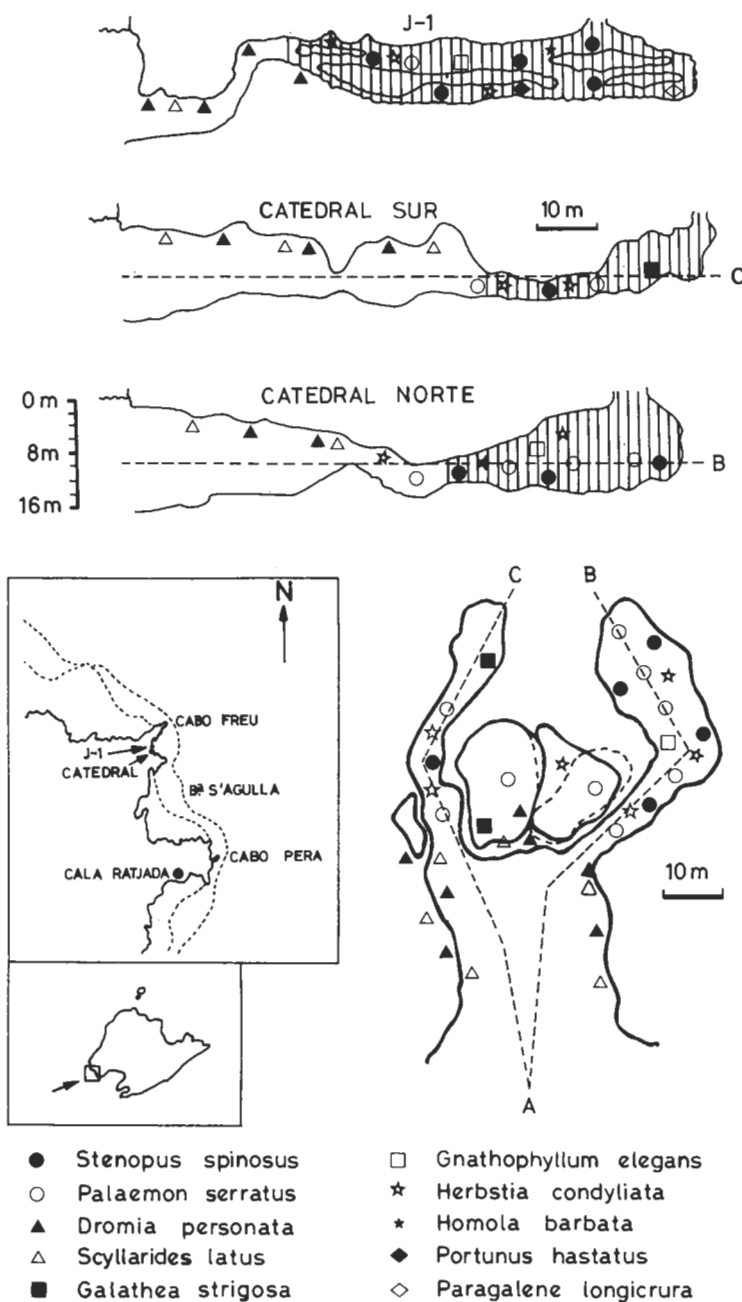 J-1
CATEDRAL SUR
10 m
C
CATEDRAL NORTE
0 m
8m
16m
B
N
CABO FREU
J-1
CATEDRAL
Bª S'AGULLA
CABO PERA
CALA RATJADA
C
B
10 m
A
Stenopus spinosus
Palaemon serratus
Dromia personata
Scyllarides latus
Galathea strigosa
Gnathophyllum elegans
Herbstia condyliata
Homola barbata
Portunus hastatus
Paragalene longicrura